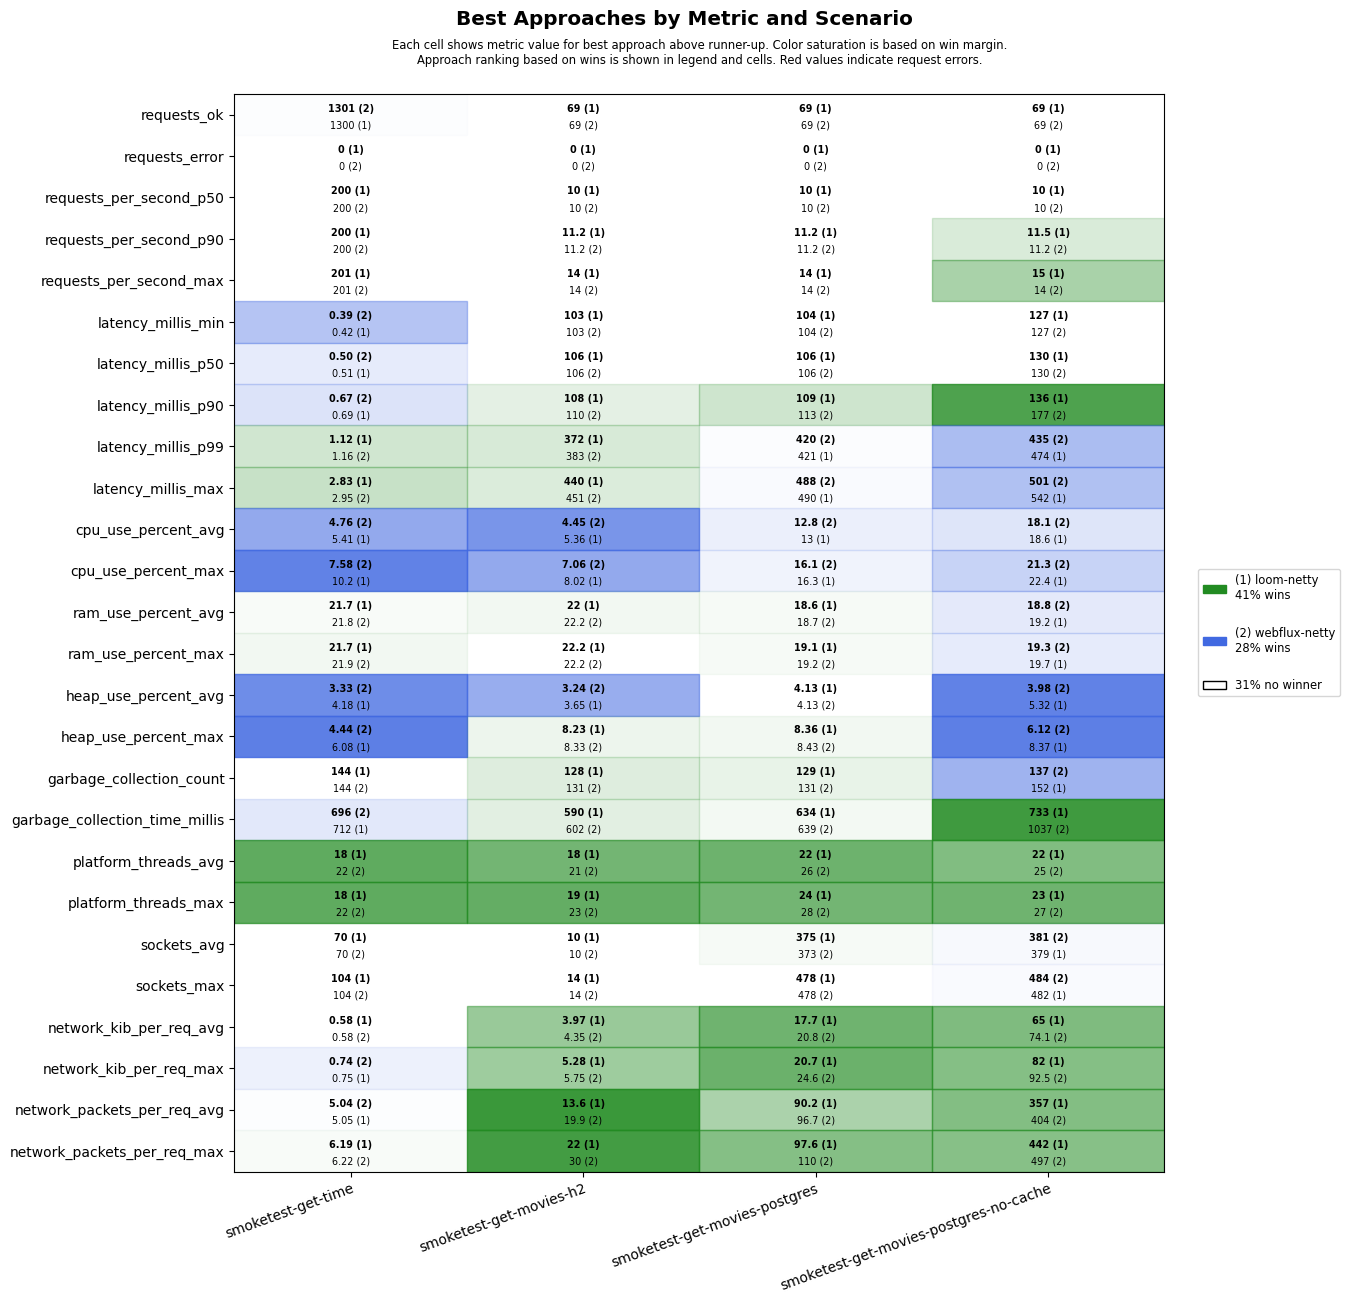 Best Approaches by Metric and Scenario
Each cell shows metric value for best approach above runner-up. Color saturation is based on win margin.
Approach ranking based on wins is shown in legend and cells. Red values indicate request errors.
requests_ok
1301 (2) 69 (1) 69 (1) 69 (1)
1300 (1) 69 (2) 69 (2) 69 (2)
requests_error
0 (1) 0 (1) 0 (1) 0 (1)
0 (2) 0 (2) 0 (2) 0 (2)
requests_per_second_p50
200 (1) 10 (1) 10 (1) 10 (1)
200 (2) 10 (2) 10 (2) 10 (2)
requests_per_second_p90
200 (1) 11.2 (1) 11.2 (1) 11.5 (1)
200 (2) 11.2 (2) 11.2 (2) 11.2 (2)
requests_per_second_max
201 (1) 14 (1) 14 (1) 15 (1)
201 (2) 14 (2) 14 (2) 14 (2)
latency_millis_min
0.39 (2) 103 (1) 104 (1) 127 (1)
0.42 (1) 103 (2) 104 (2) 127 (2)
latency_millis_p50
0.50 (2) 106 (1) 106 (1) 130 (1)
0.51 (1) 106 (2) 106 (2) 130 (2)
latency_millis_p90
0.67 (2) 108 (1) 109 (1) 136 (1)
0.69 (1) 110 (2) 113 (2) 177 (2)
latency_millis_p99
1.12 (1) 372 (1) 420 (2) 435 (2)
1.16 (2) 383 (2) 421 (1) 474 (1)
latency_millis_max
2.83 (1) 440 (1) 488 (2) 501 (2)
2.95 (2) 451 (2) 490 (1) 542 (1)
cpu_use_percent_avg
4.76 (2) 4.45 (2) 12.8 (2) 18.1 (2)
5.41 (1) 5.36 (1) 13 (1) 18.6 (1)
cpu_use_percent_max
7.58 (2) 7.06 (2) 16.1 (2) 21.3 (2)
10.2 (1) 8.02 (1) 16.3 (1) 22.4 (1)
ram_use_percent_avg
21.7 (1) 22 (1) 18.6 (1) 18.8 (2)
21.8 (2) 22.2 (2) 18.7 (2) 19.2 (1)
ram_use_percent_max
21.7 (1) 22.2 (1) 19.1 (1) 19.3 (2)
21.9 (2) 22.2 (2) 19.2 (2) 19.7 (1)
heap_use_percent_avg
3.33 (2) 3.24 (2) 4.13 (1) 3.98 (2)
4.18 (1) 3.65 (1) 4.13 (2) 5.32 (1)
heap_use_percent_max
4.44 (2) 8.23 (1) 8.36 (1) 6.12 (2)
6.08 (1) 8.33 (2) 8.43 (2) 8.37 (1)
garbage_collection_count
144 (1) 128 (1) 129 (1) 137 (2)
144 (2) 131 (2) 131 (2) 152 (1)
garbage_collection_time_millis
696 (2) 590 (1) 634 (1) 733 (1)
712 (1) 602 (2) 639 (2) 1037 (2)
platform_threads_avg
18 (1) 18 (1) 22 (1) 22 (1)
22 (2) 21 (2) 26 (2) 25 (2)
platform_threads_max
18 (1) 19 (1) 24 (1) 23 (1)
22 (2) 23 (2) 28 (2) 27 (2)
sockets_avg
70 (1) 10 (1) 375 (1) 381 (2)
70 (2) 10 (2) 373 (2) 379 (1)
sockets_max
104 (1) 14 (1) 478 (1) 484 (2)
104 (2) 14 (2) 478 (2) 482 (1)
network_kib_per_req_avg
0.58 (1) 3.97 (1) 17.7 (1) 65 (1)
0.58 (2) 4.35 (2) 20.8 (2) 74.1 (2)
network_kib_per_req_max
0.74 (2) 5.28 (1) 20.7 (1) 82 (1)
0.75 (1) 5.75 (2) 24.6 (2) 92.5 (2)
network_packets_per_req_avg
5.04 (2) 13.6 (1) 90.2 (1) 357 (1)
5.05 (1) 19.9 (2) 96.7 (2) 404 (2)
network_packets_per_req_max
6.19 (1) 22 (1) 97.6 (1) 442 (1)
6.22 (2) 30 (2) 110 (2) 497 (2)
smoketest-get-time
smoketest-get-movies-h2
smoketest-get-movies-postgres
smoketest-get-movies-postgres-no-cache
(1) loom-netty
41% wins
(2) webflux-netty
28% wins
31% no winner